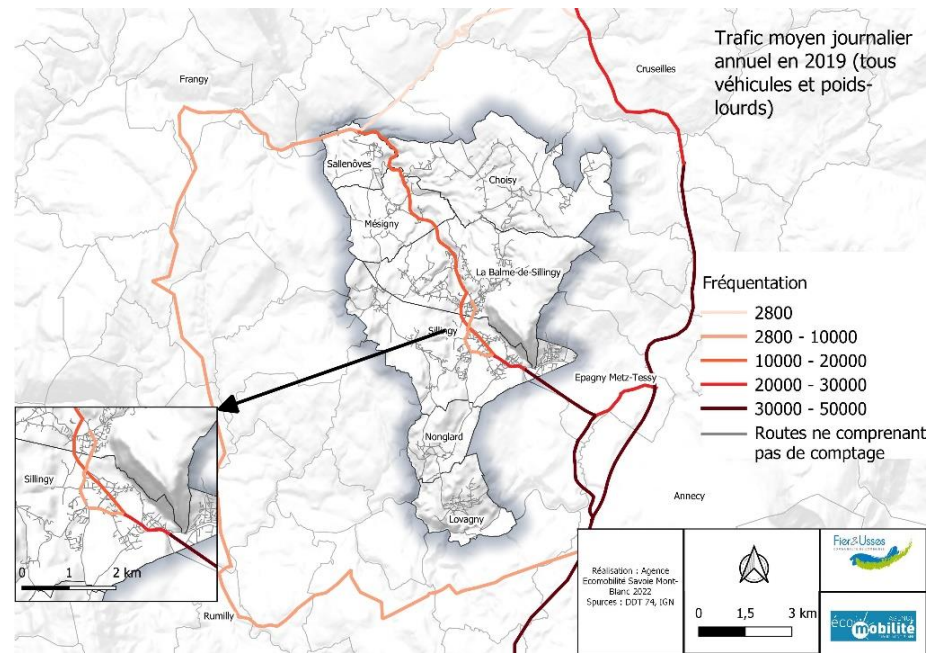 Trafic moyen journalier
annuel en 2019 (tous
véhicules et poids-
lourds)
Frangy
Cruseilles
Sallenôves
Choisy
Mésigny
La Balme-de-Sillingy
Sillingy
Epagny Metz-Tessy
Nonglard
Lovagny
Annecy
Rumilly
Fréquentation
2800
2800 - 10000
10000 - 20000
20000 - 30000
30000 - 50000
Routes ne comprenant
pas de comptage
Sillingy
0 1 2 km
Réalisation : Agence
Ecomobilité Savoie Mont-
Blanc 2022
Spurces : DDT 74, IGN
0 1,5 3 km
Fier&Usses
écomobilité